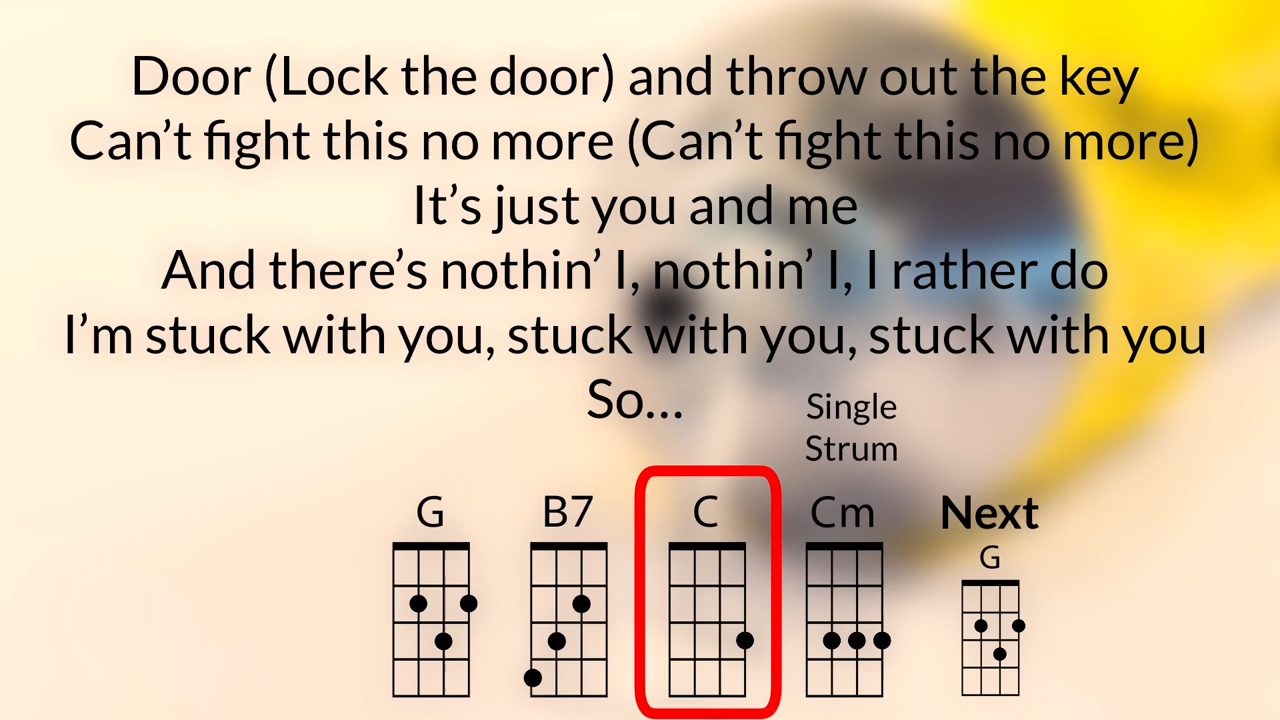 Door (Lock the door) and throw out the key
Can’t fight this no more (Can’t fight this no more)
It’s just you and me
And there’s nothin’ I, nothin’ I, I rather do
I’m stuck with you, stuck with you, stuck with you
So...
Single
Strum
G B7 C Cm Next
G